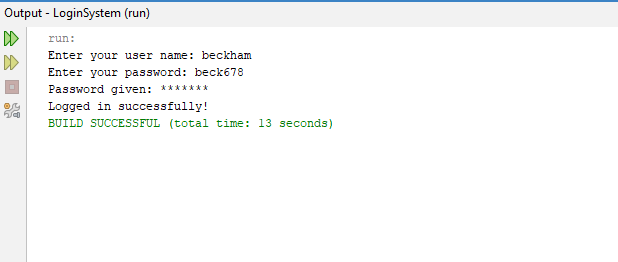 Output - LoginSystem (run)
run:
Enter your user name: beckham
Enter your password: beck678
Password given: *******
Logged in successfully!
BUILD SUCCESSFUL (total time: 13 seconds)